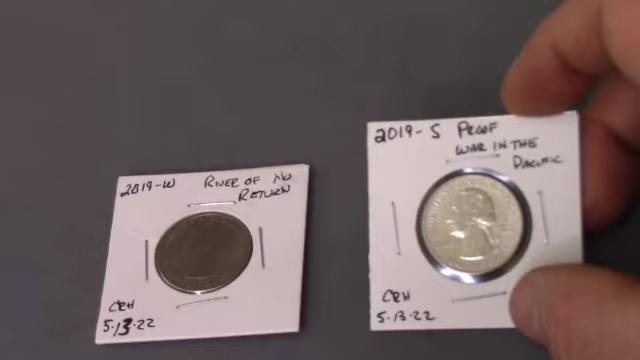 2019-W RIVER OF NO
RETURN
CRH
5.13.22
2019-S PROOF
WAR IN THE
PACIFIC
CRH
5.13.22